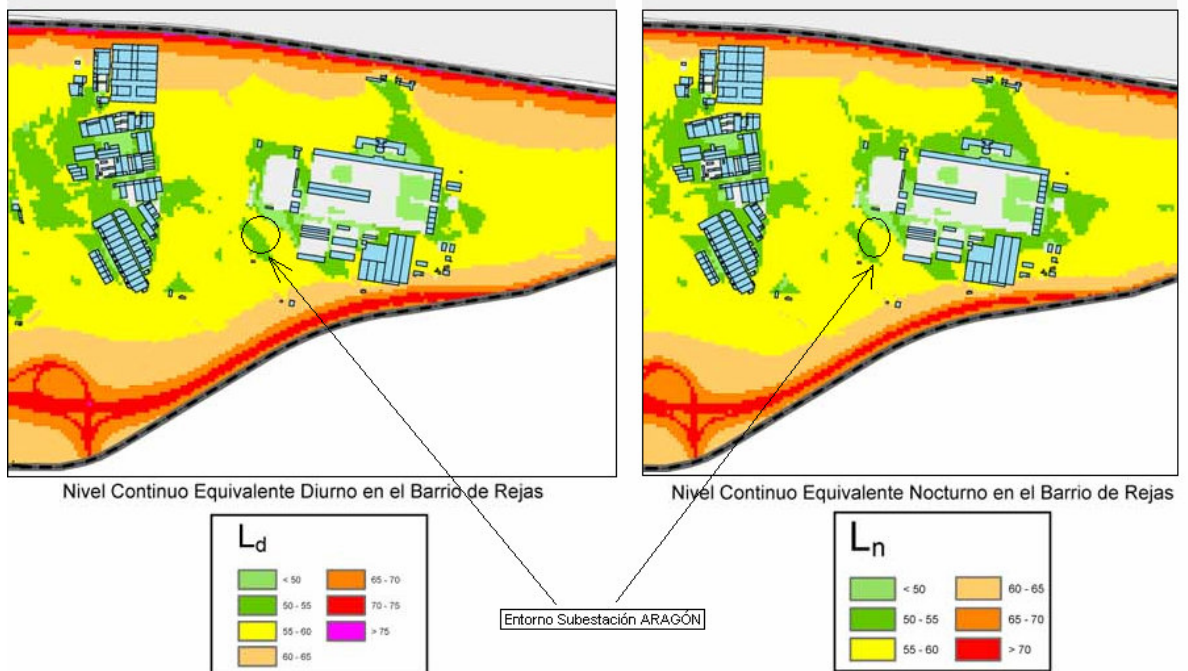 Nivel Continuo Equivalente Diurno en el Barrio de Rejas
Nivel Continuo Equivalente Nocturno en el Barrio de Rejas
Ld
< 50
50 - 55
55 - 60
60 - 65
65 - 70
70 - 75
> 75
Entorno Subestación ARAGÓN
Ln
< 50
50 - 55
55 - 60
60 - 65
65 - 70
> 70